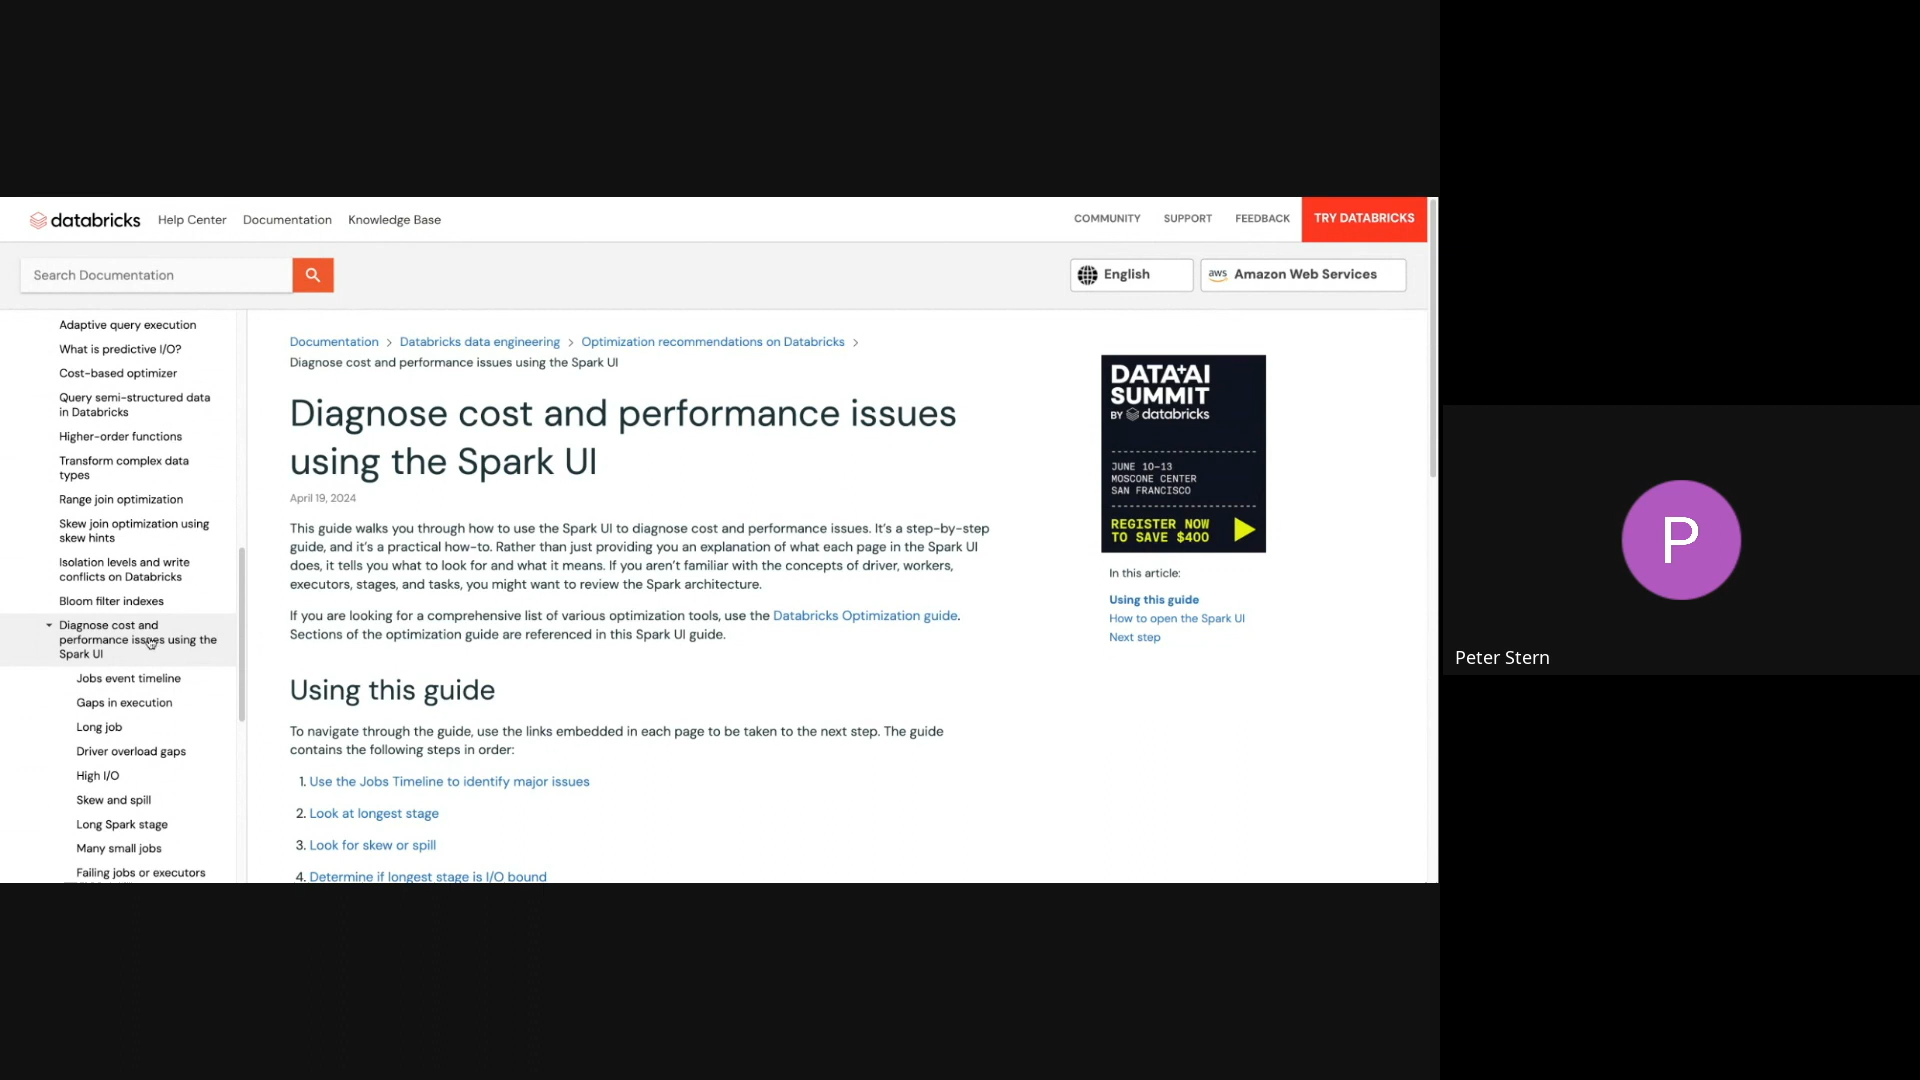 databricks Help Center Documentation Knowledge Base COMMUNITY SUPPORT FEEDBACK TRY DATABRICKS
Search Documentation English aws Amazon Web Services
Adaptive query execution
What is predictive I/O?
Cost-based optimizer
Query semi-structured data
in Databricks
Higher-order functions
Transform complex data
types
Range join optimization
Skew join optimization using
skew hints
Isolation levels and write
conflicts on Databricks
Bloom filter indexes
Diagnose cost and
performance issues using the
Spark UI
Jobs event timeline
Gaps in execution
Long job
Driver overload gaps
High I/O
Skew and spill
Long Spark stage
Many small jobs
Failing jobs or executors
Documentation > Databricks data engineering > Optimization recommendations on Databricks >
Diagnose cost and performance issues using the Spark UI
Diagnose cost and performance issues
using the Spark UI
April 19, 2024
This guide walks you through how to use the Spark UI to diagnose cost and performance issues. It’s a step-by-step
guide, and it’s a practical how-to. Rather than just providing you an explanation of what each page in the Spark UI
does, it tells you what to look for and what it means. If you aren’t familiar with the concepts of driver, workers,
executors, stages, and tasks, you might want to review the Spark architecture.
If you are looking for a comprehensive list of various optimization tools, use the Databricks Optimization guide.
Sections of the optimization guide are referenced in this Spark UI guide.
Using this guide
To navigate through the guide, use the links embedded in each page to be taken to the next step. The guide
contains the following steps in order:
1. Use the Jobs Timeline to identify major issues
2. Look at longest stage
3. Look for skew or spill
4. Determine if longest stage is I/O bound
DATA+AI
SUMMIT
BY databricks
JUNE 10-13
MOSCONE CENTER
SAN FRANCISCO
REGISTER NOW
TO SAVE $400
In this article:
Using this guide
How to open the Spark UI
Next step
P
Peter Stern